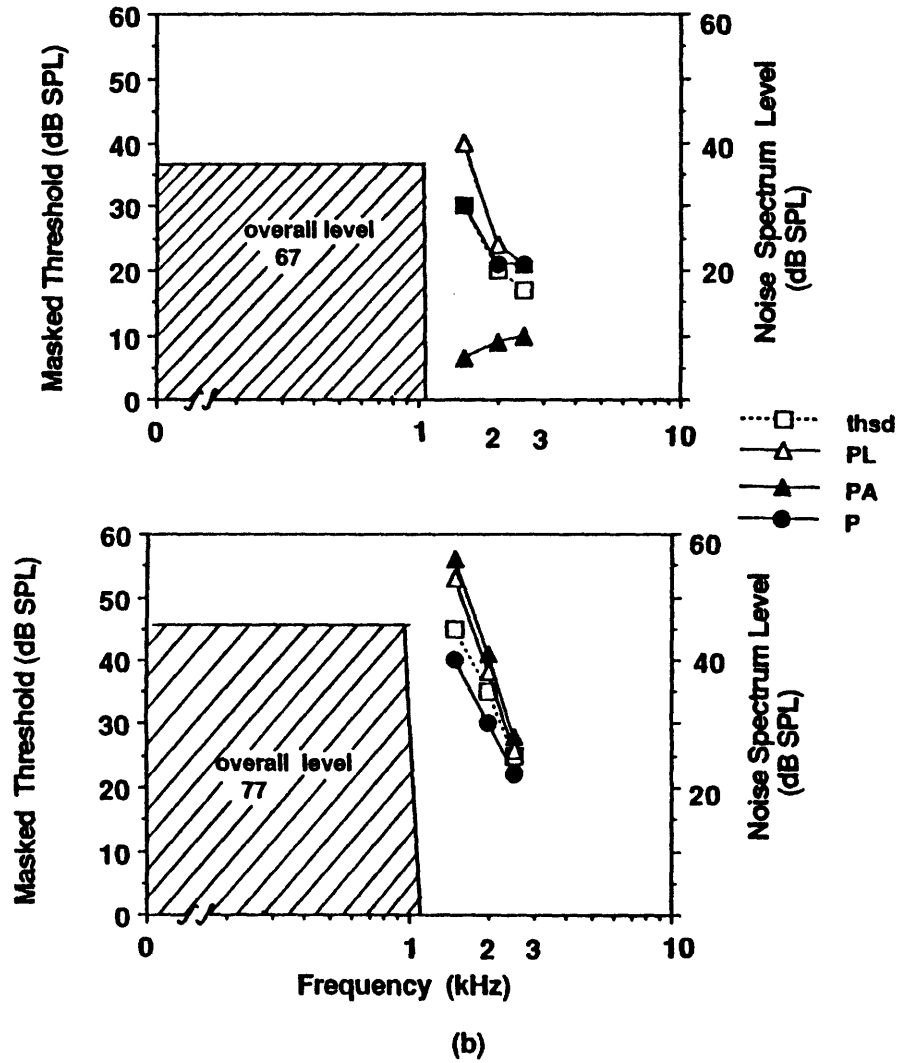 60
50
40
30
20
10
0
Masked Threshold (dB SPL)
overall level
67
60
40
20
Noise Spectrum Level
(dB SPL)
0 1 2 3 10
thsd
PL
PA
P
60
50
40
30
20
10
0
Masked Threshold (dB SPL)
overall level
77
60
40
20
Noise Spectrum Level
(dB SPL)
0 1 2 3 10
Frequency (kHz)
(b)